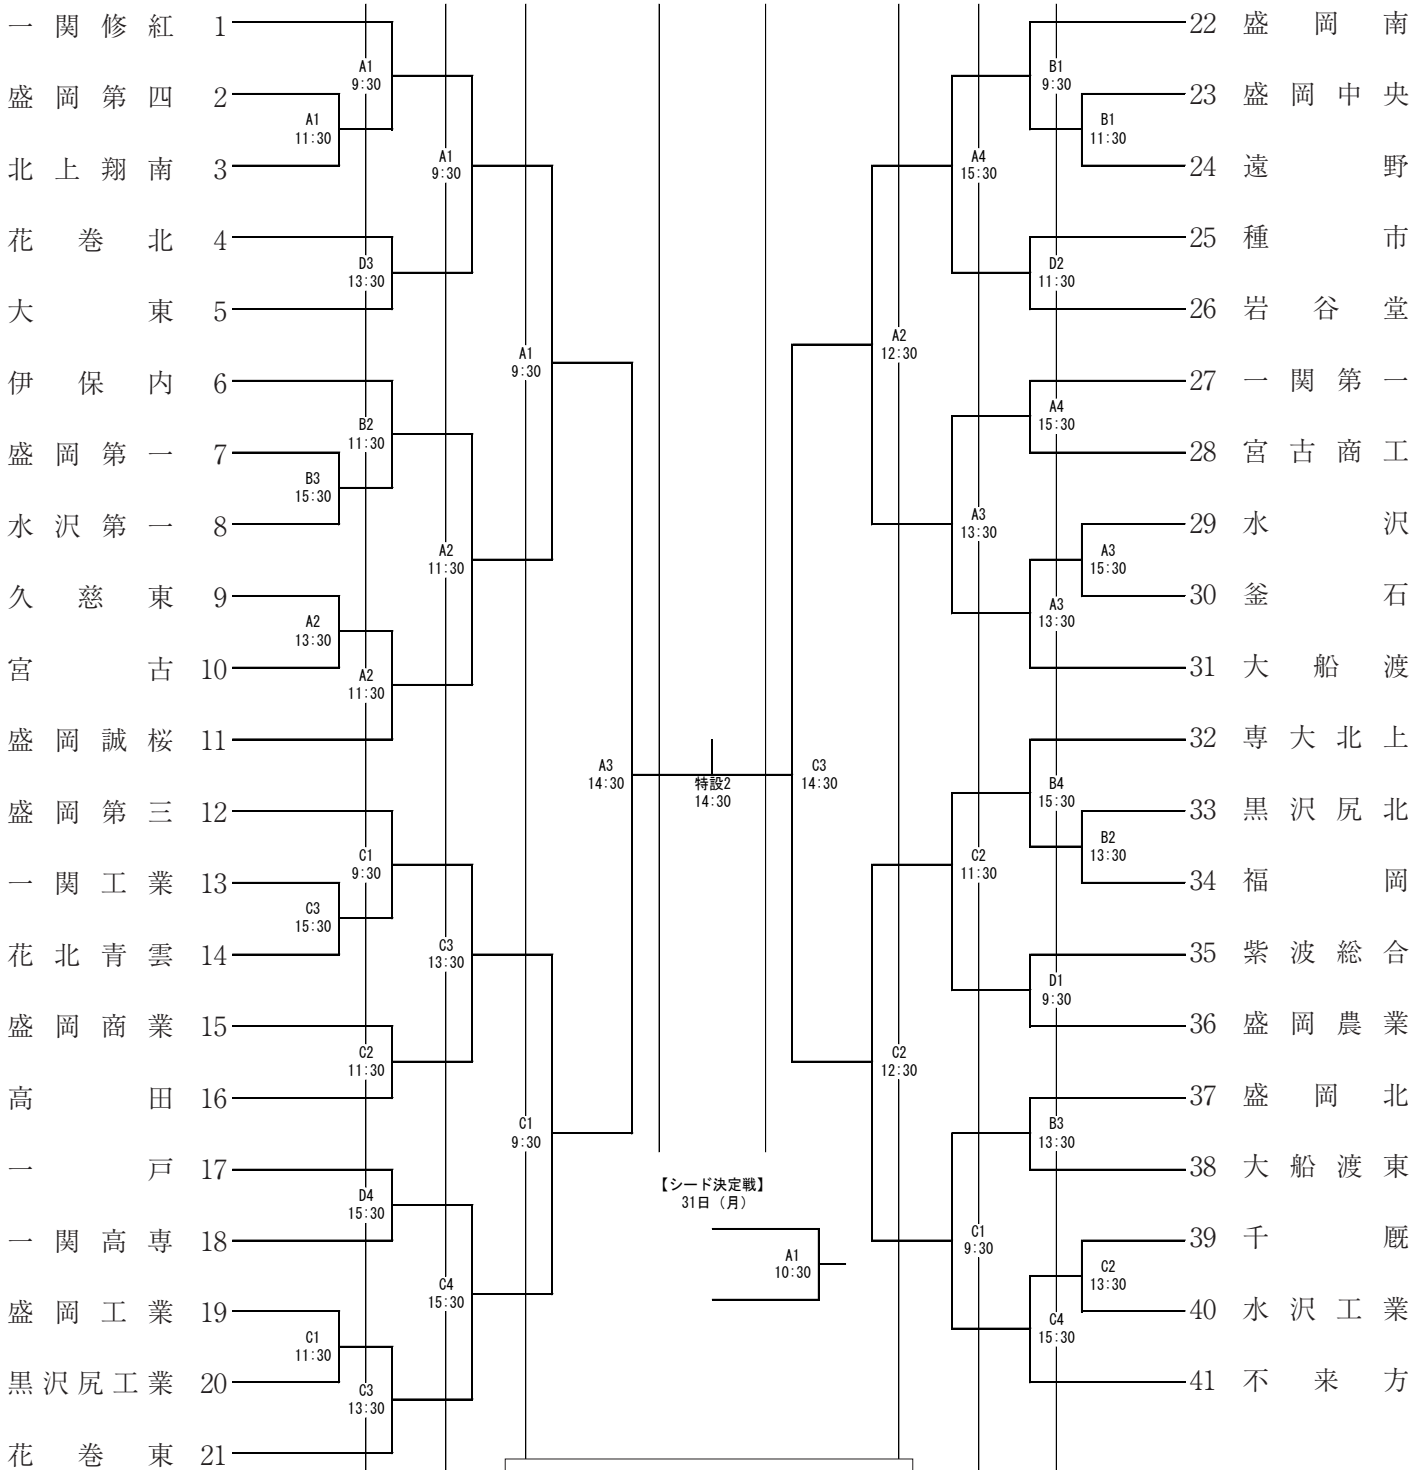 一関修紅 1
盛岡第四 2
北上翔南 3
花巻北 4
大東 5
伊保内 6
盛岡第一 7
水沢第一 8
久慈東 9
宮古 10
盛岡誠桜 11
盛岡第三 12
一関工業 13
花北青雲 14
盛岡商業 15
高田 16
一戸 17
一関高専 18
盛岡工業 19
黒沢尻工業 20
花巻東 21
A1
11:30
B3
15:30
A2
13:30
C3
15:30
C1
11:30
A1
9:30
D3
13:30
B2
11:30
A2
11:30
C1
9:30
C2
11:30
D4
15:30
C3
13:30
A1
9:30
A2
11:30
C3
13:30
C4
15:30
A1
9:30
C1
9:30
A3
14:30
特設2
14:30
【シード決定戦】
31日（月）
A1
10:30
C3
14:30
A2
12:30
C2
12:30
A4
15:30
A3
13:30
C2
11:30
C1
9:30
B1
9:30
D2
11:30
A4
15:30
A3
13:30
B4
15:30
D1
9:30
B3
13:30
C4
15:30
B1
11:30
A3
15:30
B2
13:30
C2
13:30
22 盛岡南
23 盛岡中央
24 遠野
25 種市
26 岩谷堂
27 一関第一
28 宮古商工
29 水沢
30 釜石
31 大船渡
32 専大北上
33 黒沢尻北
34 福岡
35 紫波総合
36 盛岡農業
37 盛岡北
38 大船渡東
39 千厩
40 水沢工業
41 不来方